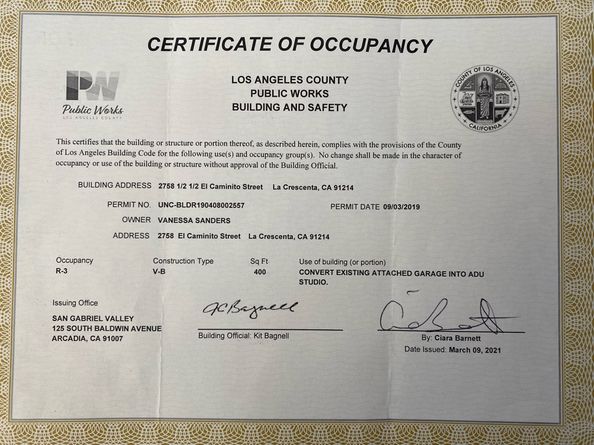 CERTIFICATE OF OCCUPANCY
PW
Public Works
LOS ANGELES COUNTY
LOS ANGELES COUNTY
PUBLIC WORKS
BUILDING AND SAFETY
COUNTY OF LOS ANGELES
CALIFORNIA
This certifies that the building or structure or portion thereof, as described herein, complies with the provisions of the County
of Los Angeles Building Code for the following use(s) and occupancy group(s). No change shall be made in the character of
occupancy or use of the building or structure without approval of the Building Official.
BUILDING ADDRESS 2758 1/2 1/2 El Caminito Street La Crescenta, CA 91214
PERMIT NO. UNC-BLDR190408002557 PERMIT DATE 09/03/2019
OWNER VANESSA SANDERS
ADDRESS 2758 El Caminito Street La Crescenta, CA 91214
Occupancy Construction Type Sq Ft Use of building (or portion)
R-3 V-B 400 CONVERT EXISTING ATTACHED GARAGE INTO ADU
STUDIO.
Issuing Office
SAN GABRIEL VALLEY
125 SOUTH BALDWIN AVENUE
ARCADIA, CA 91007
Building Official: Kit Bagnell
By: Ciara Barnett
Date Issued: March 09, 2021